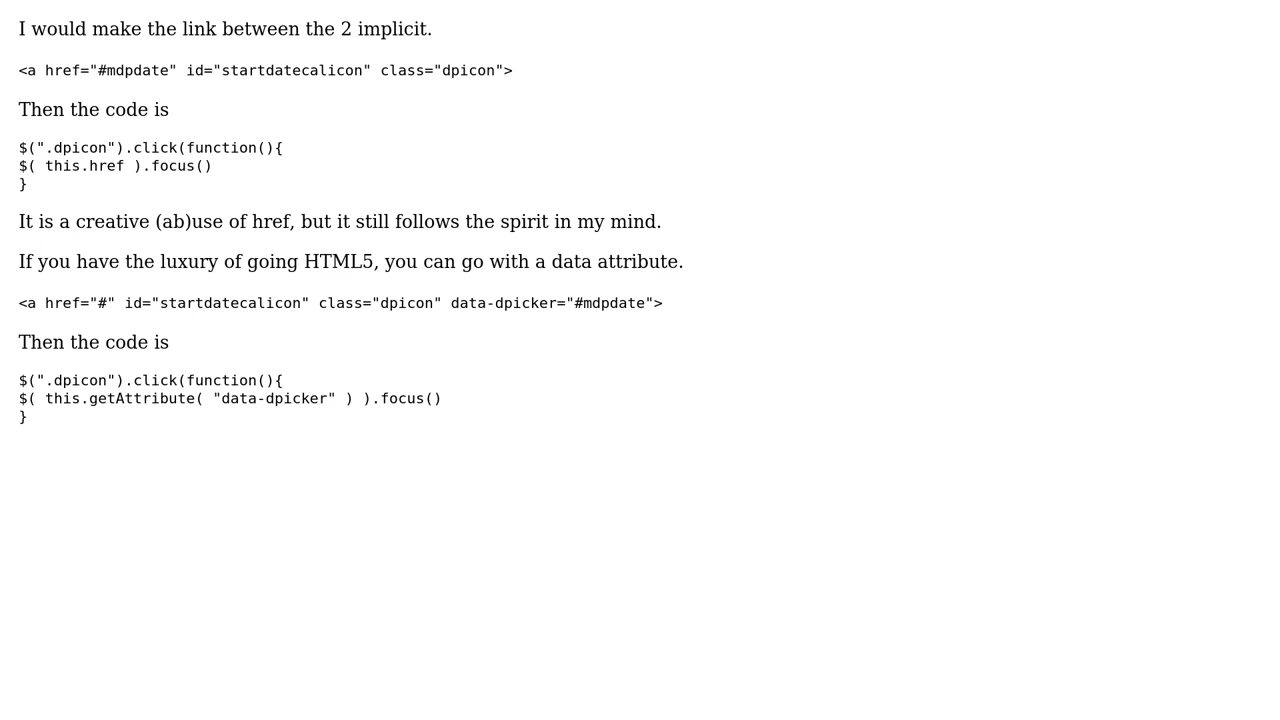 I would make the link between the 2 implicit.
<a href="#mdpdate" id="startdatecalicon" class="dpicon">
Then the code is
$(".dpicon").click(function(){
$( this.href ).focus()
}
It is a creative (ab)use of href, but it still follows the spirit in my mind.
If you have the luxury of going HTML5, you can go with a data attribute.
<a href="#" id="startdatecalicon" class="dpicon" data-dpicker="#mdpdate">
Then the code is
$(".dpicon").click(function(){
$( this.getAttribute( "data-dpicker" ) ).focus()
}